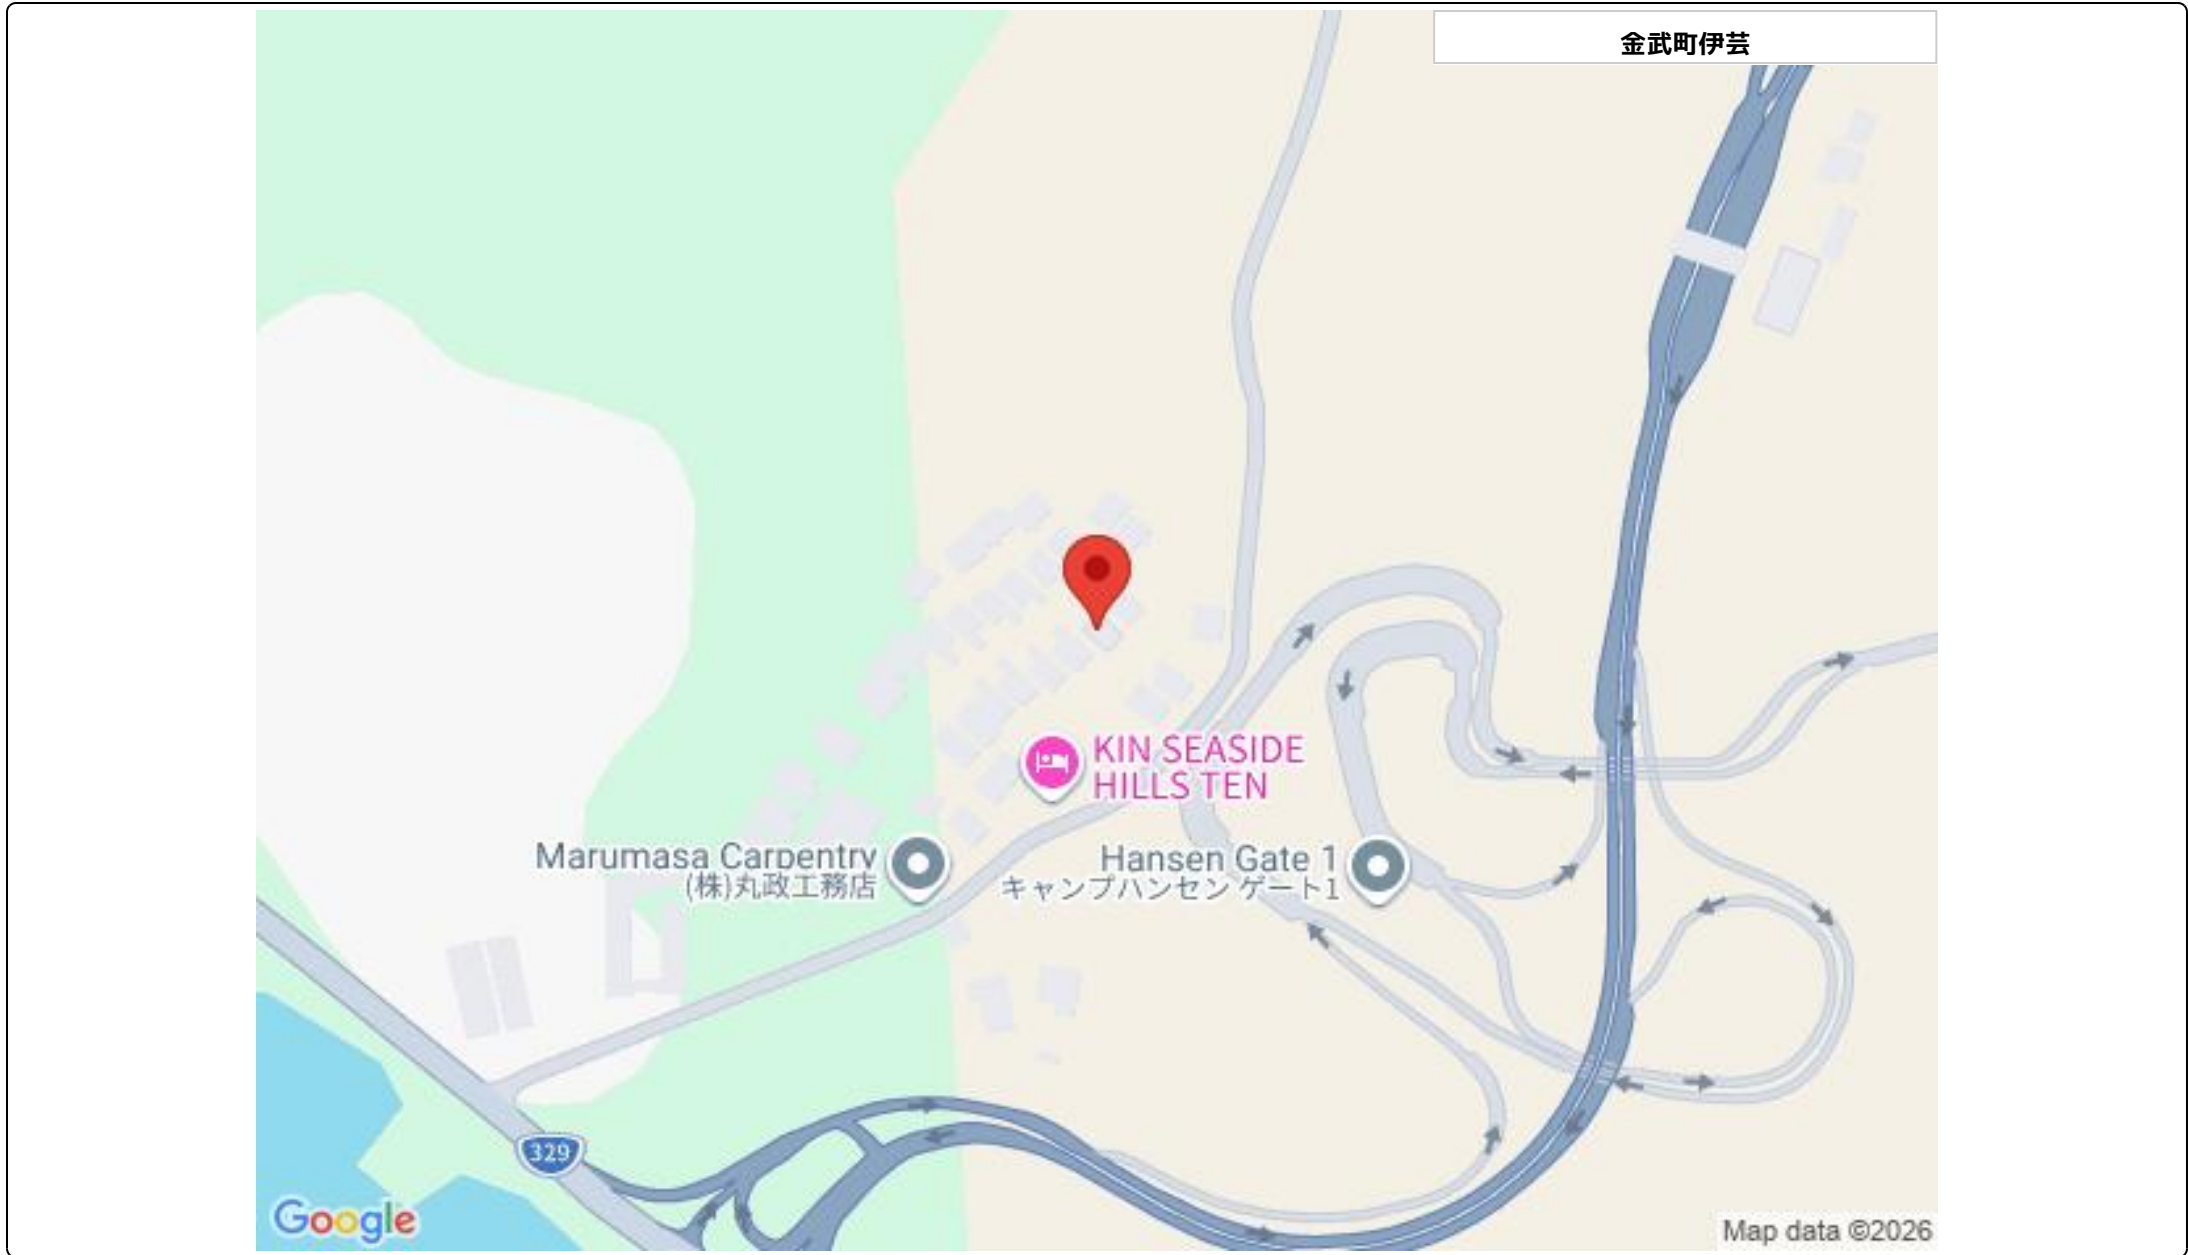 金武町伊芸
KIN SEASIDE
HILLS TEN
Marumasa Carpentry
(株)丸政工務店
Hansen Gate 1
キャンプハンセン ゲート1
329
Google
Map data ©2026